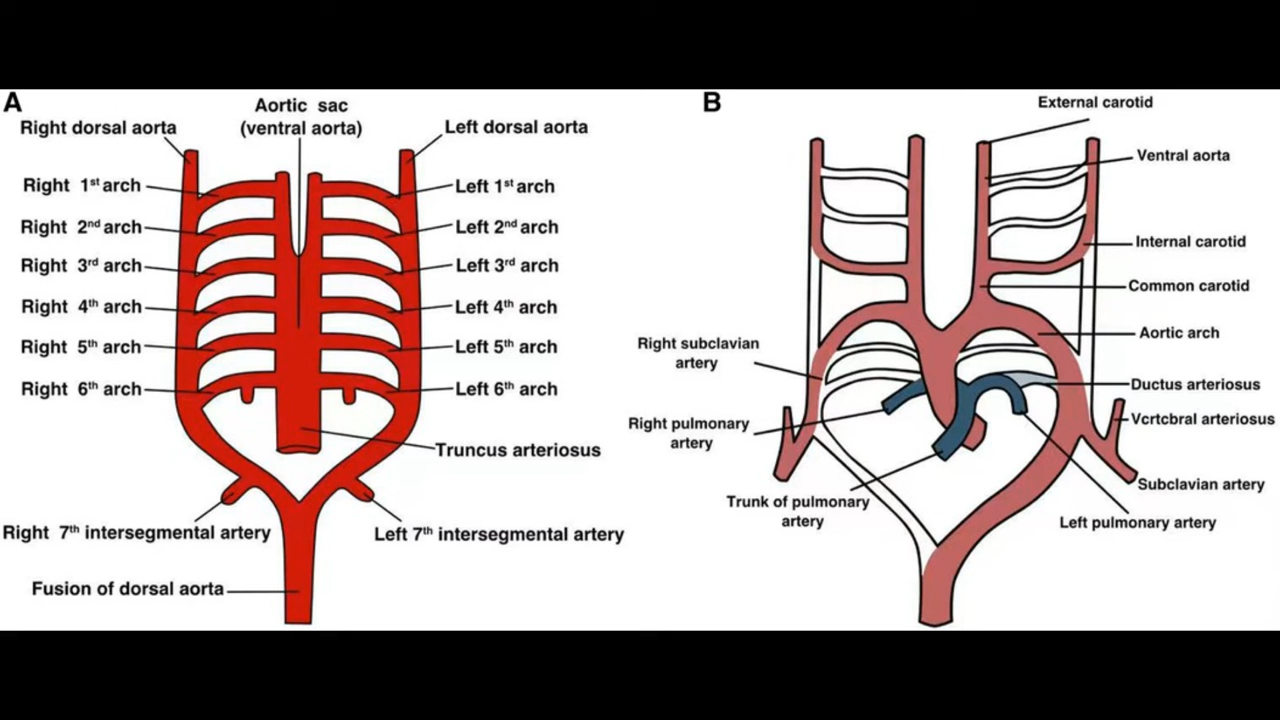 A
Aortic sac
(ventral aorta)
Right dorsal aorta
Left dorsal aorta
Right 1st arch
Left 1st arch
Right 2nd arch
Left 2nd arch
Right 3rd arch
Left 3rd arch
Right 4th arch
Left 4th arch
Right 5th arch
Left 5th arch
Right 6th arch
Left 6th arch
Truncus arteriosus
Right 7th intersegmental artery
Left 7th intersegmental artery
Fusion of dorsal aorta
B
External carotid
Ventral aorta
Internal carotid
Common carotid
Aortic arch
Right subclavian
artery
Ductus arteriosus
Vcrtcbral arteriosus
Right pulmonary
artery
Subclavian artery
Trunk of pulmonary
artery
Left pulmonary artery